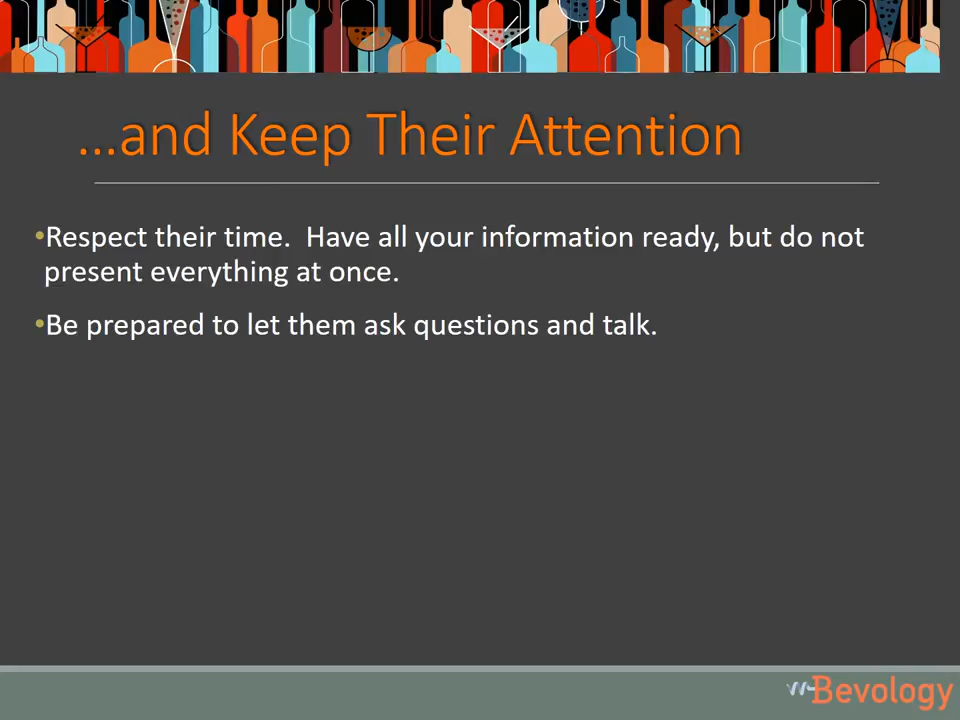 ...and Keep Their Attention
•Respect their time.  Have all your information ready, but do not
present everything at once.
•Be prepared to let them ask questions and talk.
Bevology